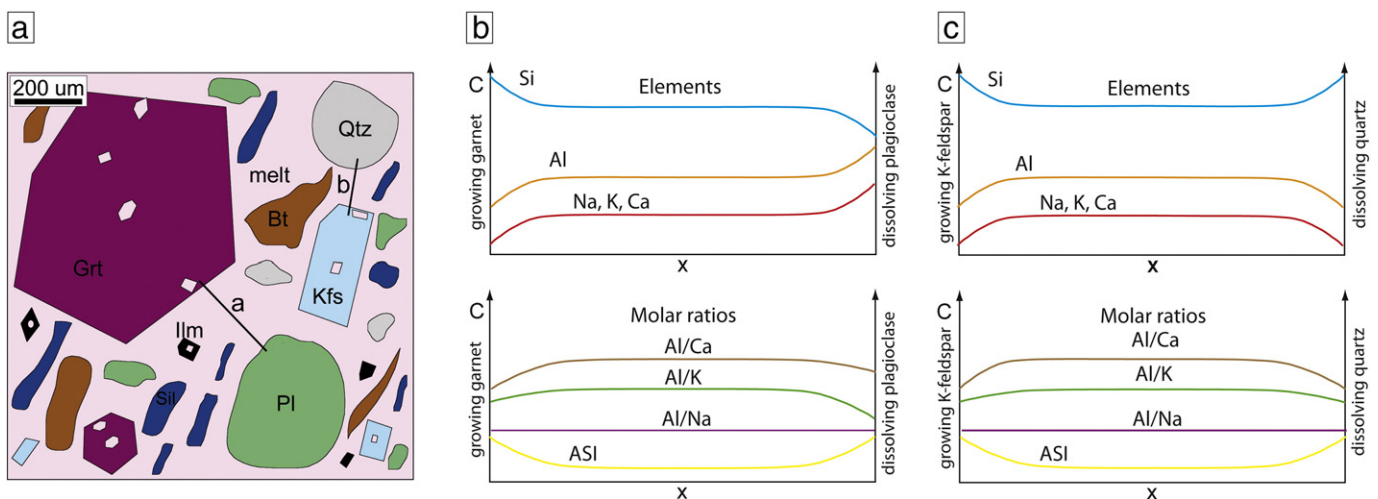 a
200 um
Qtz
melt
b
Bt
Grt
Kfs
a
Ilm
Sil
Pl
b
C
Si
Elements
Al
Na, K, Ca
growing garnet
dissolving plagioclase
x
C
Molar ratios
Al/Ca
Al/K
Al/Na
ASI
growing garnet
dissolving plagioclase
x
c
C
Si
Elements
Al
Na, K, Ca
growing K-feldspar
dissolving quartz
x
C
Molar ratios
Al/Ca
Al/K
Al/Na
ASI
growing K-feldspar
dissolving quartz
x